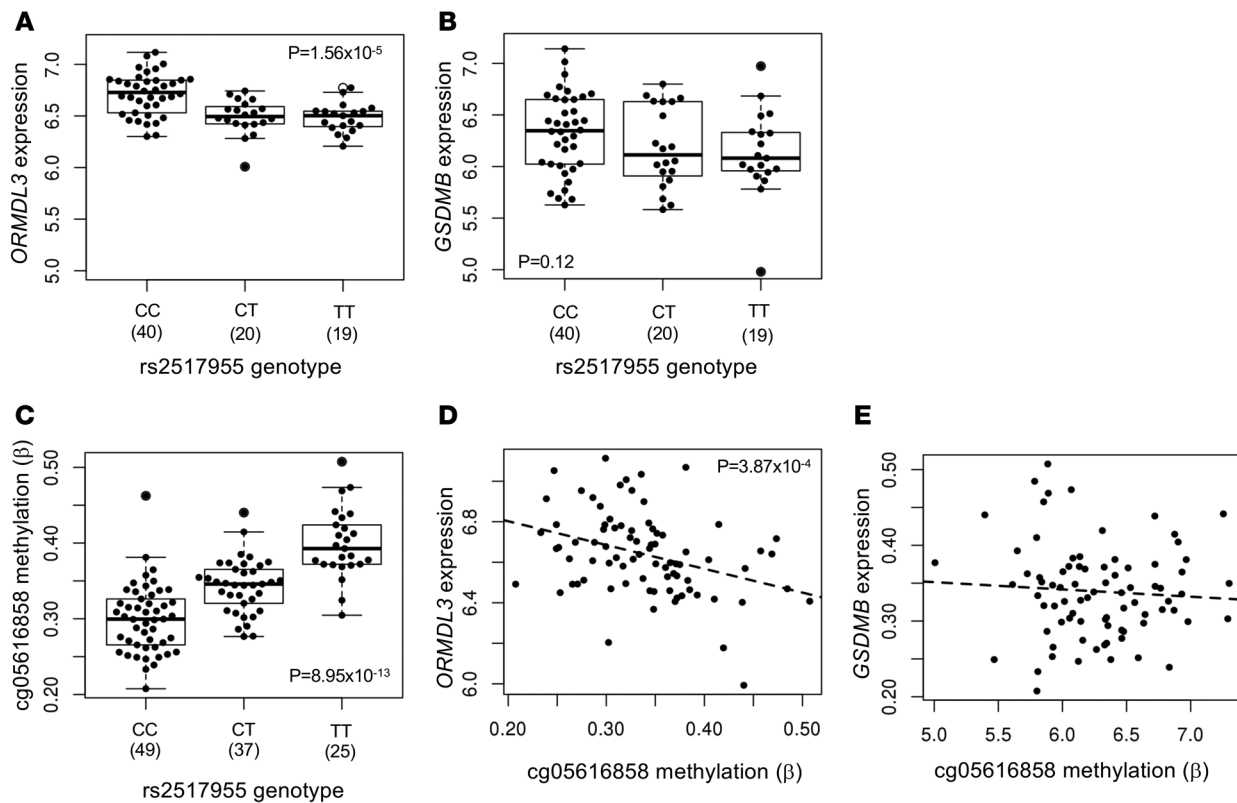 A
ORMDL3 expression
7.0
6.5
6.0
5.5
5.0
P=1.56x10-5
CC
(40)
CT
(20)
TT
(19)
rs2517955 genotype
B
GSDMB expression
7.0
6.5
6.0
5.5
5.0
P=0.12
CC
(40)
CT
(20)
TT
(19)
rs2517955 genotype
C
cg05616858 methylation (β)
0.50
0.40
0.30
0.20
P=8.95x10-13
CC
(49)
CT
(37)
TT
(25)
rs2517955 genotype
D
ORMDL3 expression
6.8
6.4
6.0
P=3.87x10-4
0.20
0.30
0.40
0.50
cg05616858 methylation (β)
E
GSDMB expression
0.50
0.40
0.30
0.20
5.0
5.5
6.0
6.5
7.0
cg05616858 methylation (β)